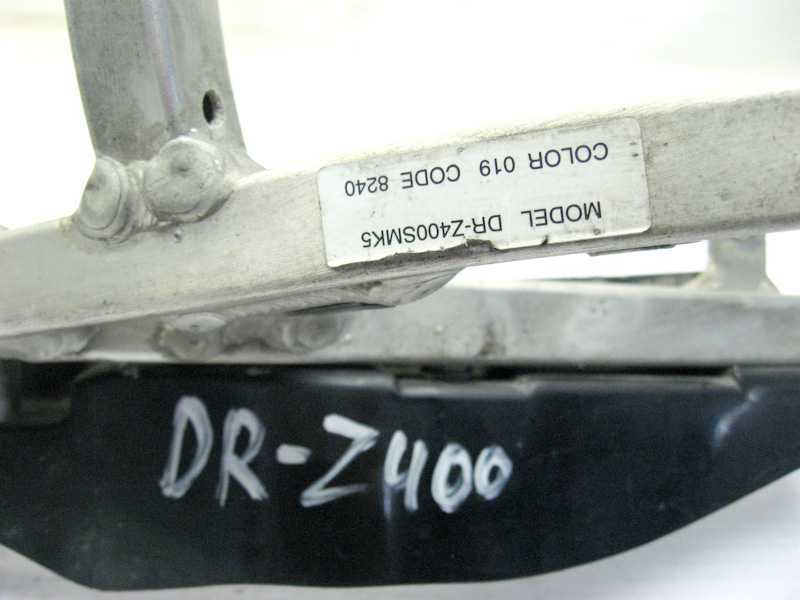 MODEL DR-Z400SMK5
COLOR 019 CODE 8240
DR-Z400